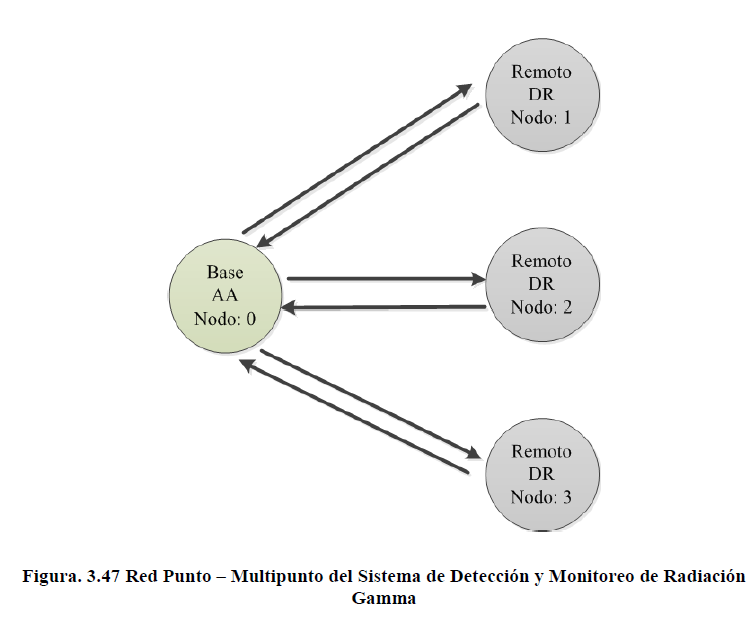 Remoto
DR
Nodo: 1
Base
AA
Nodo: 0
Remoto
DR
Nodo: 2
Remoto
DR
Nodo: 3
Figura. 3.47 Red Punto – Multipunto del Sistema de Detección y Monitoreo de Radiación
Gamma